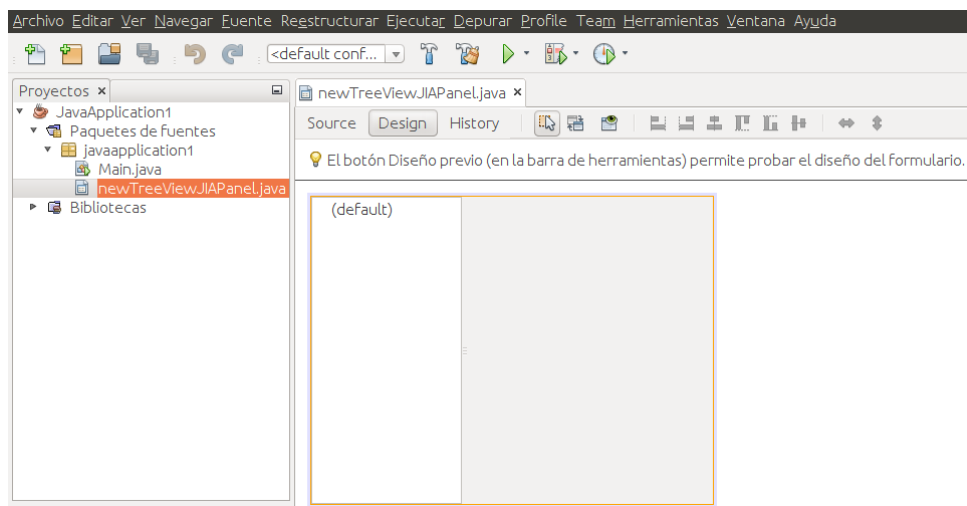 Archivo Editar Ver Navegar Fuente Reestructurar Ejecutar Depurar Profile Team Herramientas Ventana Ayuda
<default conf...
Proyectos
JavaApplication1
Paquetes de fuentes
javaapplication1
Main.java
newTreeViewJIAPanel.java
Bibliotecas
newTreeViewJIAPanel.java
Source Design History
El botón Diseño previo (en la barra de herramientas) permite probar el diseño del formulario.
(default)